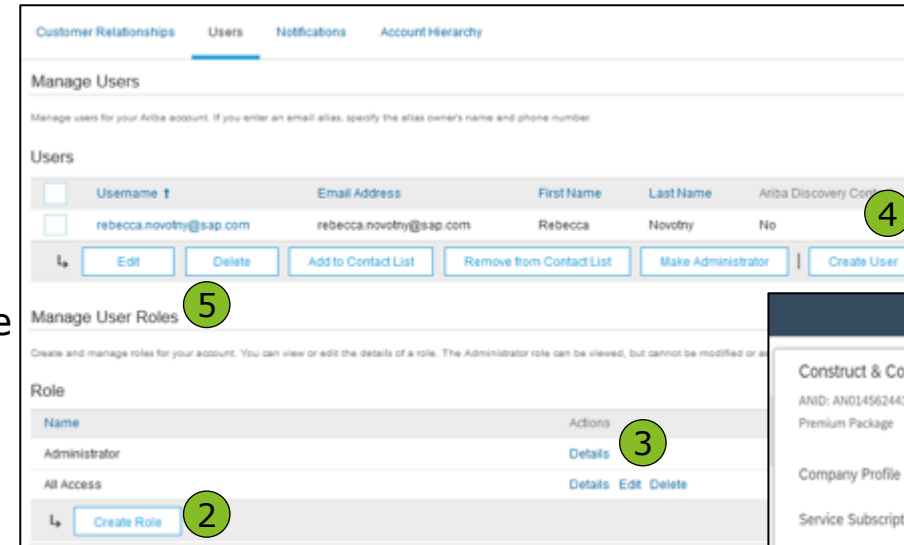 Customer Relationships Users Notifications Account Hierarchy
Manage Users
Manage users for your Ariba account. If you enter an email alias, specify the alias owner's name and phone number.
Users
Username ↑ Email Address First Name Last Name Ariba Discovery
4
rebecca.novotny@sap.com rebecca.novotny@sap.com Rebecca Novotny No
Edit Delete Add to Contact List Remove from Contact List Make Administrator | Create User
5
e
Manage User Roles
Create and manage roles for your account. You can view or edit the details of a role. The Administrator role can be viewed, but cannot be modified or
Role
Name Actions
Administrator Details
3
All Access Details Edit Delete
Create Role
2
Construct & Co
ANID: AN01456244
Premium Package
Company Profile
Service Subscript